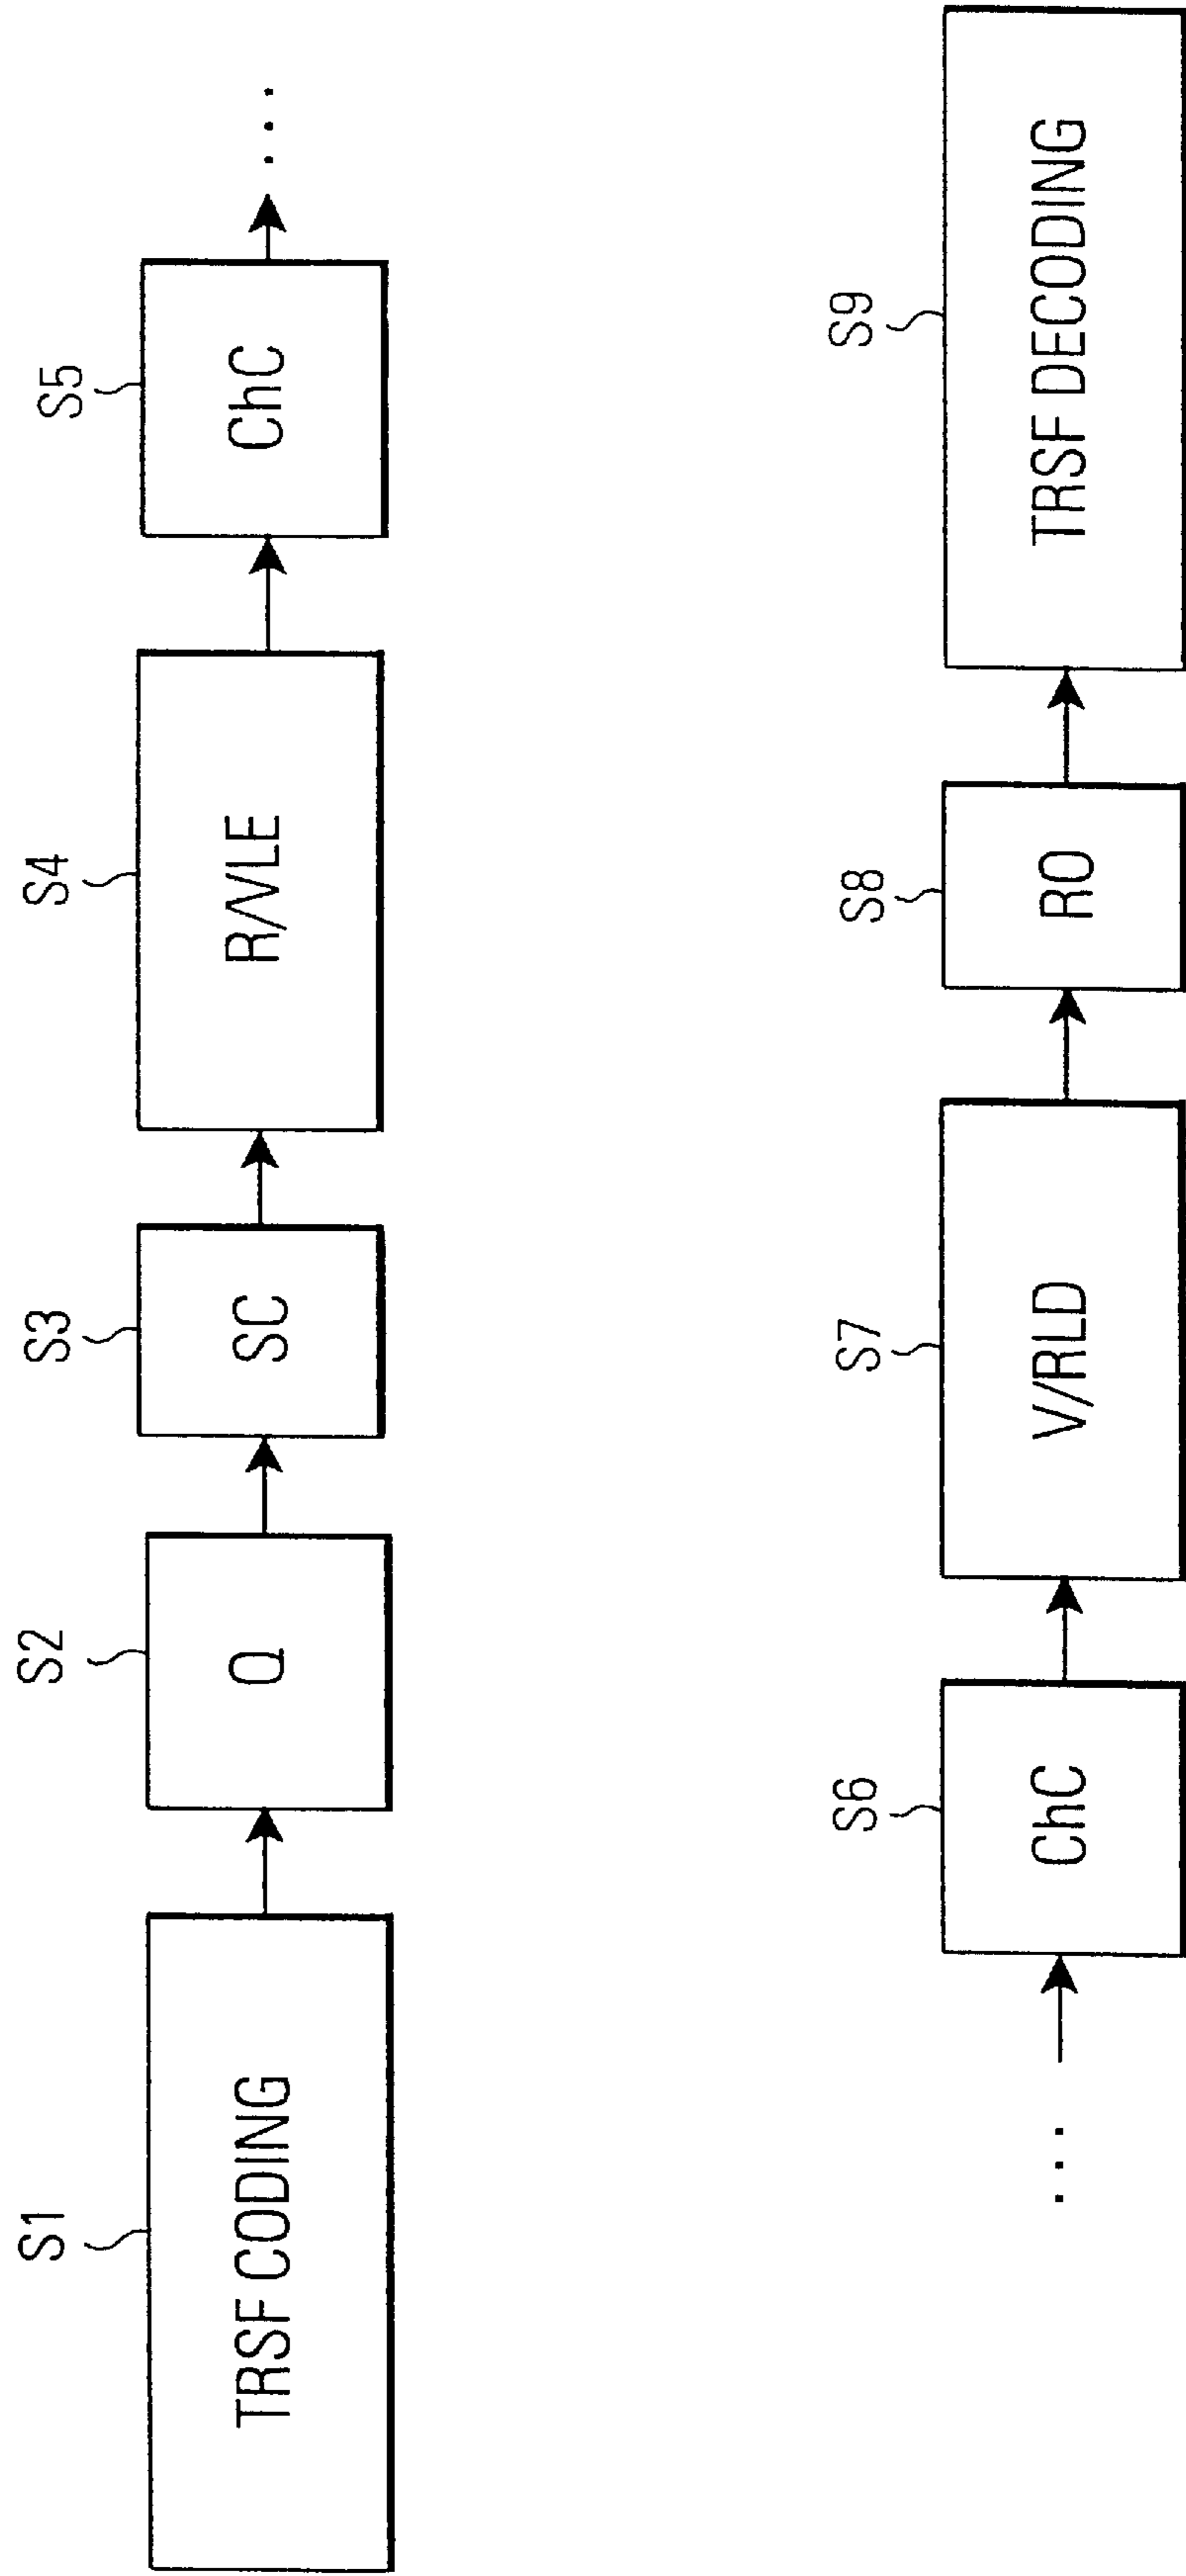 S1
TRSF CODING
S2
Q
S3
SC
S4
R/VLE
S5
ChC
...
...
S6
ChC
S7
V/RLD
S8
RO
S9
TRSF DECODING